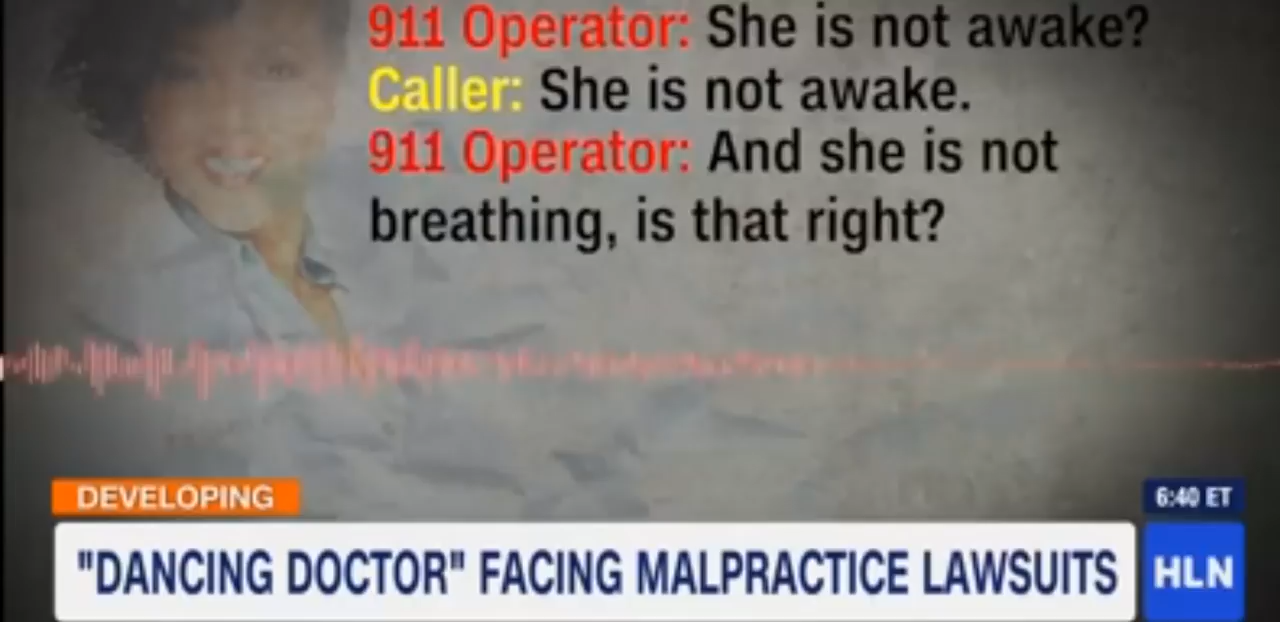 911 Operator: She is not awake?
Caller: She is not awake.
911 Operator: And she is not
breathing, is that right?
DEVELOPING
6:40 ET
"DANCING DOCTOR" FACING MALPRACTICE LAWSUITS
HLN